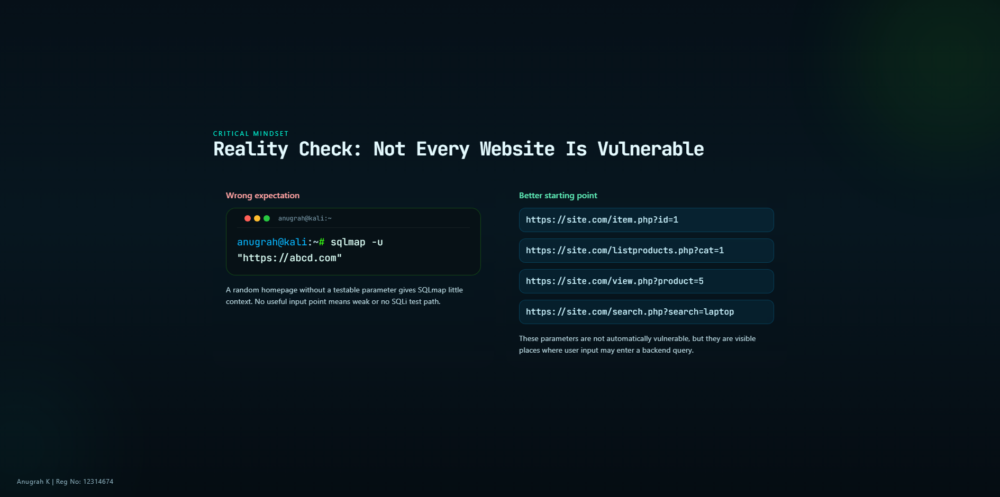 CRITICAL MINDSET
Reality Check: Not Every Website Is Vulnerable
Wrong expectation
anugrah@kali:~
anugrah@kali:~# sqlmap -u
"https://abcd.com"
A random homepage without a testable parameter gives SQLmap little
context. No useful input point means weak or no SQLi test path.
Better starting point
https://site.com/item.php?id=1
https://site.com/listproducts.php?cat=1
https://site.com/view.php?product=5
https://site.com/search.php?search=laptop
These parameters are not automatically vulnerable, but they are visible
places where user input may enter a backend query.
Anugrah K | Reg No: 12314674